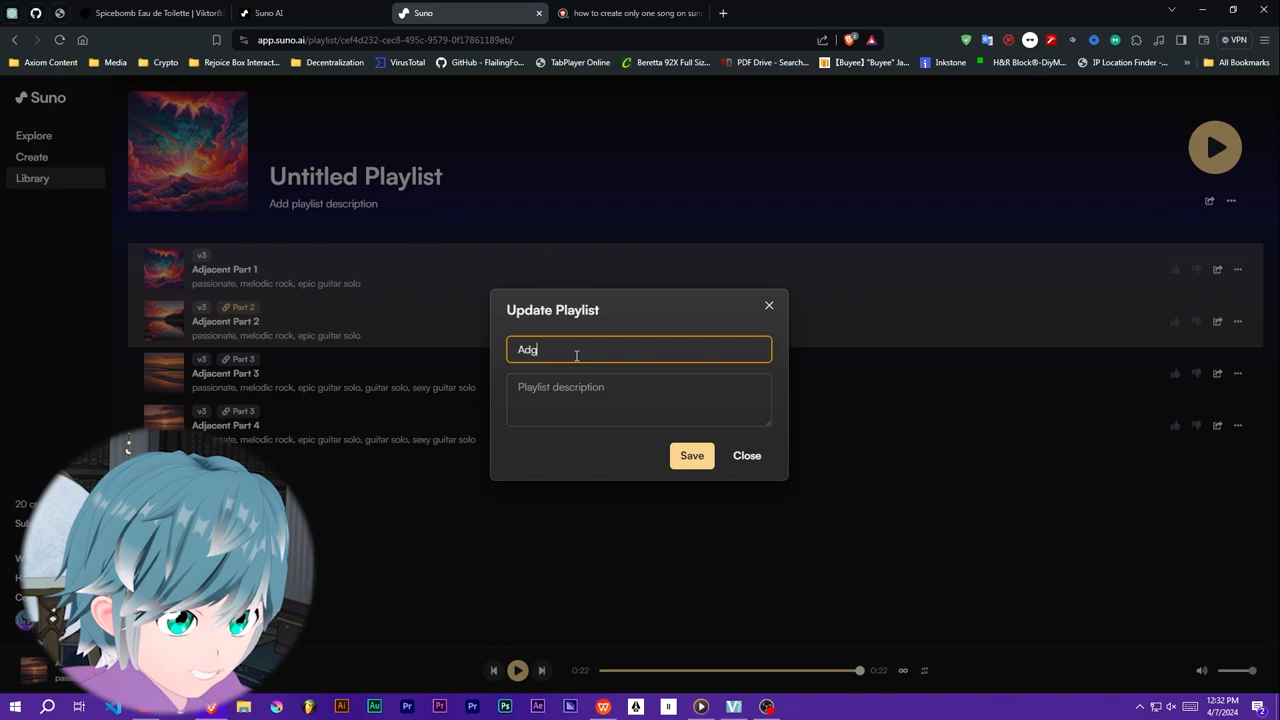 Spicebomb Eau de Toilette | Viktor&
Suno AI
Suno
how to create only one song on sun
app.suno.ai/playlist/cef4d232-cec8-495c-9579-0f17861189eb/
VPN
Axiom Content
Media
Crypto
Rejoice Box Interact...
Decentralization
VirusTotal
GitHub - FlailingFo...
TabPlayer Online
Beretta 92X Full Siz...
PDF Drive - Search...
[Buyee] "Buyee" Ja...
Inkstone
H&R Block®-DiyM...
IP Location Finder -...
All Bookmarks
Suno
Explore
Create
Library
Untitled Playlist
Add playlist description
v3
Adjacent Part 1
passionate, melodic rock, epic guitar solo
v3 Part 2
Adjacent Part 2
passionate, melodic rock, epic guitar solo
v3 Part 3
Adjacent Part 3
passionate, melodic rock, epic guitar solo, guitar solo, sexy guitar solo
v3 Part 3
Adjacent Part 4
nate, melodic rock, epic guitar solo, guitar solo, sexy guitar solo
Update Playlist
Adg
Playlist description
Save
Close
20 cr
Sub
0:22
0:22
12:32 PM
4/7/2024